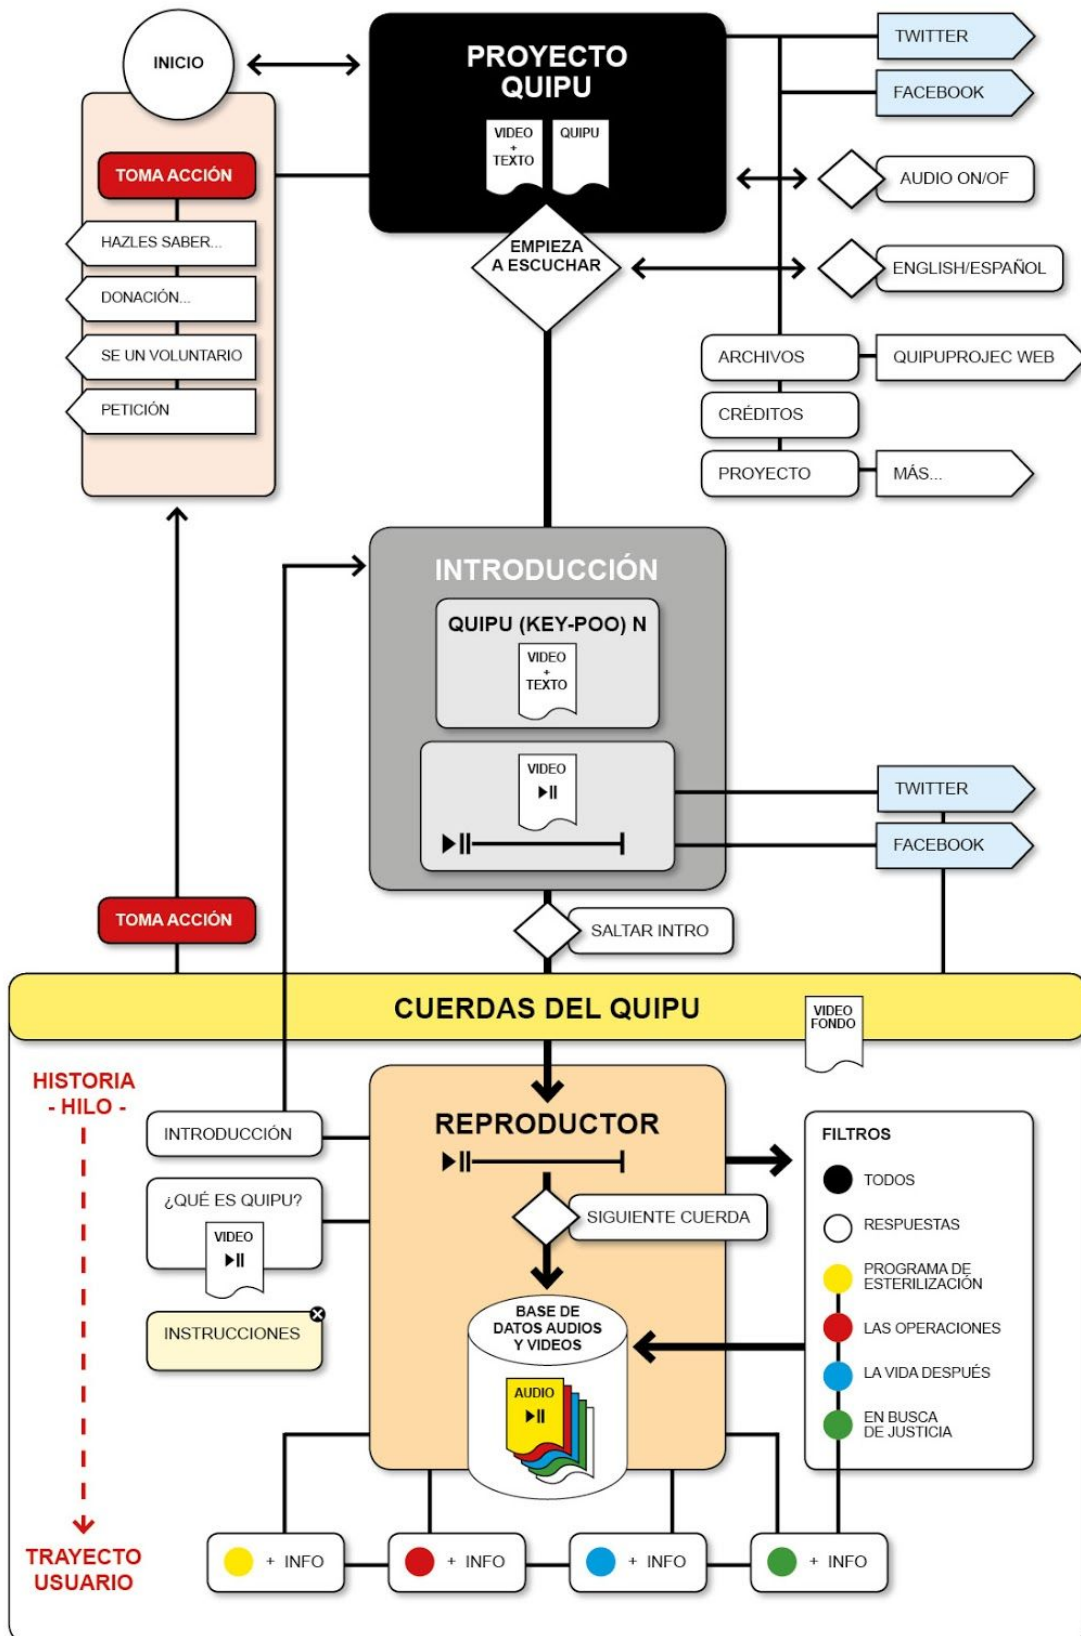 INICIO
PROYECTO
QUIPU
VIDEO
+
TEXTO
QUIPU
TWITTER
FACEBOOK
TOMA ACCIÓN
HAZLES SABER...
DONACIÓN...
SE UN VOLUNTARIO
PETICIÓN
AUDIO ON/OF
EMPIEZA
A ESCUCHAR
ENGLISH/ESPAÑOL
ARCHIVOS
QUIPUPROJEC WEB
CRÉDITOS
PROYECTO
MÁS...
INTRODUCCIÓN
QUIPU (KEY-POO) N
VIDEO
+
TEXTO
VIDEO
TWITTER
FACEBOOK
TOMA ACCIÓN
SALTAR INTRO
CUERDAS DEL QUIPU
VIDEO
FONDO
HISTORIA
- HILO -
INTRODUCCIÓN
¿QUÉ ES QUIPU?
VIDEO
INSTRUCCIONES
TRAYECTO
USUARIO
REPRODUCTOR
SIGUIENTE CUERDA
BASE DE
DATOS AUDIOS
Y VIDEOS
AUDIO
FILTROS
TODOS
RESPUESTAS
PROGRAMA DE
ESTERILIZACIÓN
LAS OPERACIONES
LA VIDA DESPUÉS
EN BUSCA
DE JUSTICIA
+ INFO
+ INFO
+ INFO
+ INFO